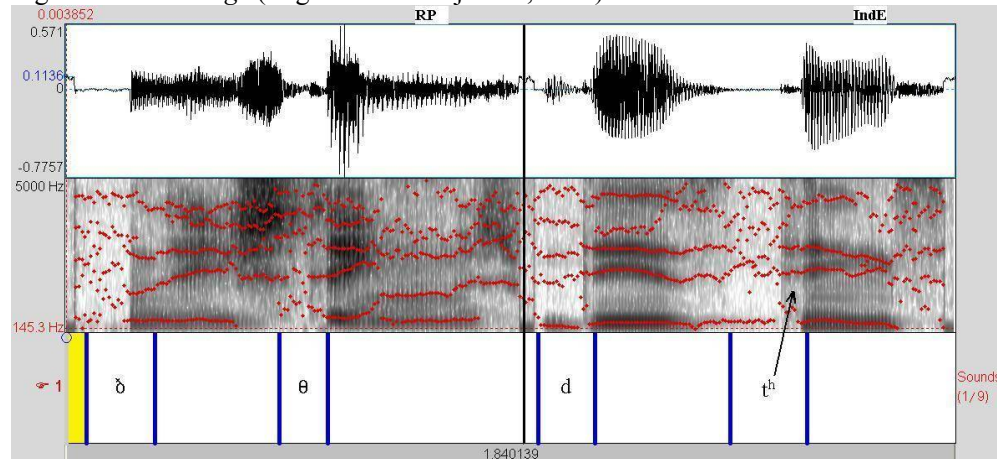 0.003852
RP
IndE
0.571
0.1136
0
-0.7757
5000 Hz
145.3 Hz
☞ 1
ð
θ
d
tʰ
Sounds
(1/9)
1.840139